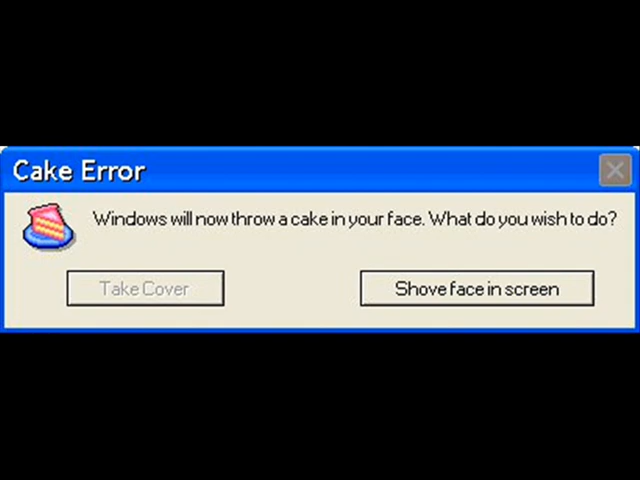 Cake Error
Windows will now throw a cake in your face. What do you wish to do?
Take Cover
Shove face in screen